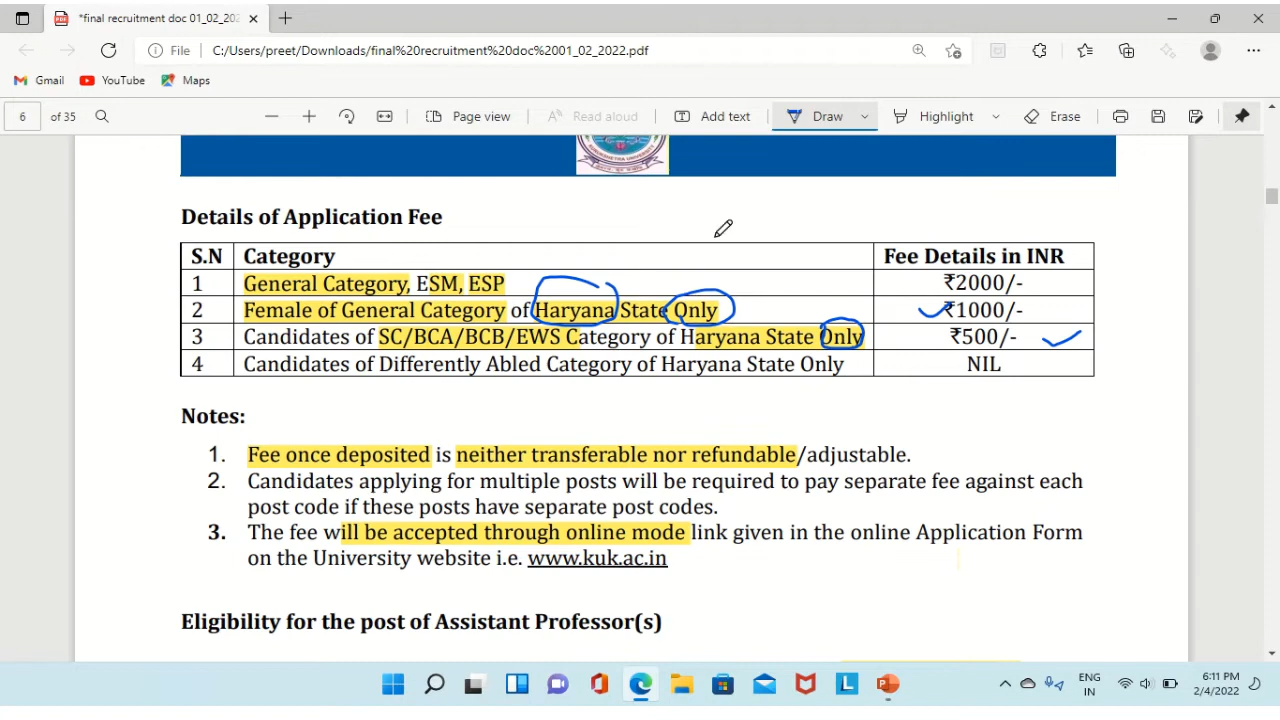 *final recruitment doc 01_02_202
File C:/Users/preet/Downloads/final%20recruitment%20doc%2001_02_2022.pdf
Gmail YouTube Maps
6 of 35 Page view Read aloud Add text Draw Highlight Erase
KURUKSHETRA UNIVERSITY
Details of Application Fee
S.N Category Fee Details in INR
1 General Category, ESM, ESP ₹2000/-
2 Female of General Category of Haryana State Only ₹1000/-
3 Candidates of SC/BCA/BCB/EWS Category of Haryana State Only ₹500/-
4 Candidates of Differently Abled Category of Haryana State Only NIL
Notes:
1. Fee once deposited is neither transferable nor refundable/adjustable.
2. Candidates applying for multiple posts will be required to pay separate fee against each
post code if these posts have separate post codes.
3. The fee will be accepted through online mode link given in the online Application Form
on the University website i.e. www.kuk.ac.in
Eligibility for the post of Assistant Professor(s)
ENG
IN
6:11 PM
2/4/2022